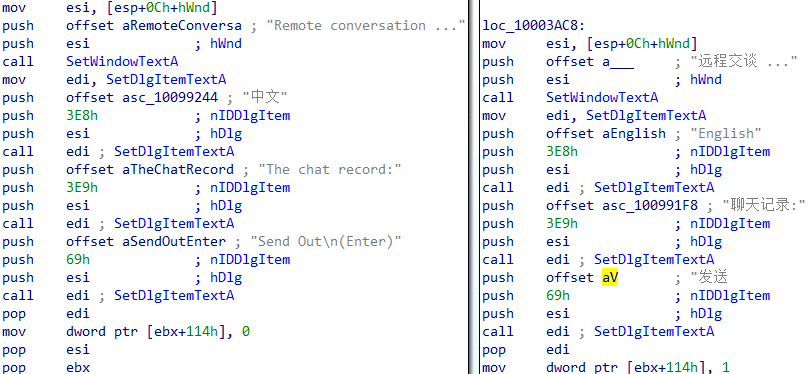 mov esi, [esp+0Ch+hWnd]
push offset aRemoteConversa ; "Remote conversation ..."
push esi ; hWnd
call SetWindowTextA
mov edi, SetDlgItemTextA
push offset asc_10099244 ; "中文"
push 3E8h ; nIDDlgItem
push esi ; hDlg
call edi ; SetDlgItemTextA
push offset aTheChatRecord ; "The chat record:"
push 3E9h ; nIDDlgItem
push esi ; hDlg
call edi ; SetDlgItemTextA
push offset aSendOutEnter ; "Send Out\n(Enter)"
push 69h ; nIDDlgItem
push esi ; hDlg
call edi ; SetDlgItemTextA
pop edi
mov dword ptr [ebx+114h], 0
pop esi
pop ebx
loc_10003AC8:
mov esi, [esp+0Ch+hWnd]
push offset a___ ; "远程交谈 ..."
push esi ; hWnd
call SetWindowTextA
mov edi, SetDlgItemTextA
push offset aEnglish ; "English"
push 3E8h ; nIDDlgItem
push esi ; hDlg
call edi ; SetDlgItemTextA
push offset asc_100991F8 ; "聊天记录:"
push 3E9h ; nIDDlgItem
push esi ; hDlg
call edi ; SetDlgItemTextA
push offset aV ; "发送
push 69h ; nIDDlgItem
push esi ; hDlg
call edi ; SetDlgItemTextA
pop edi
mov dword ptr [ebx+114h], 1